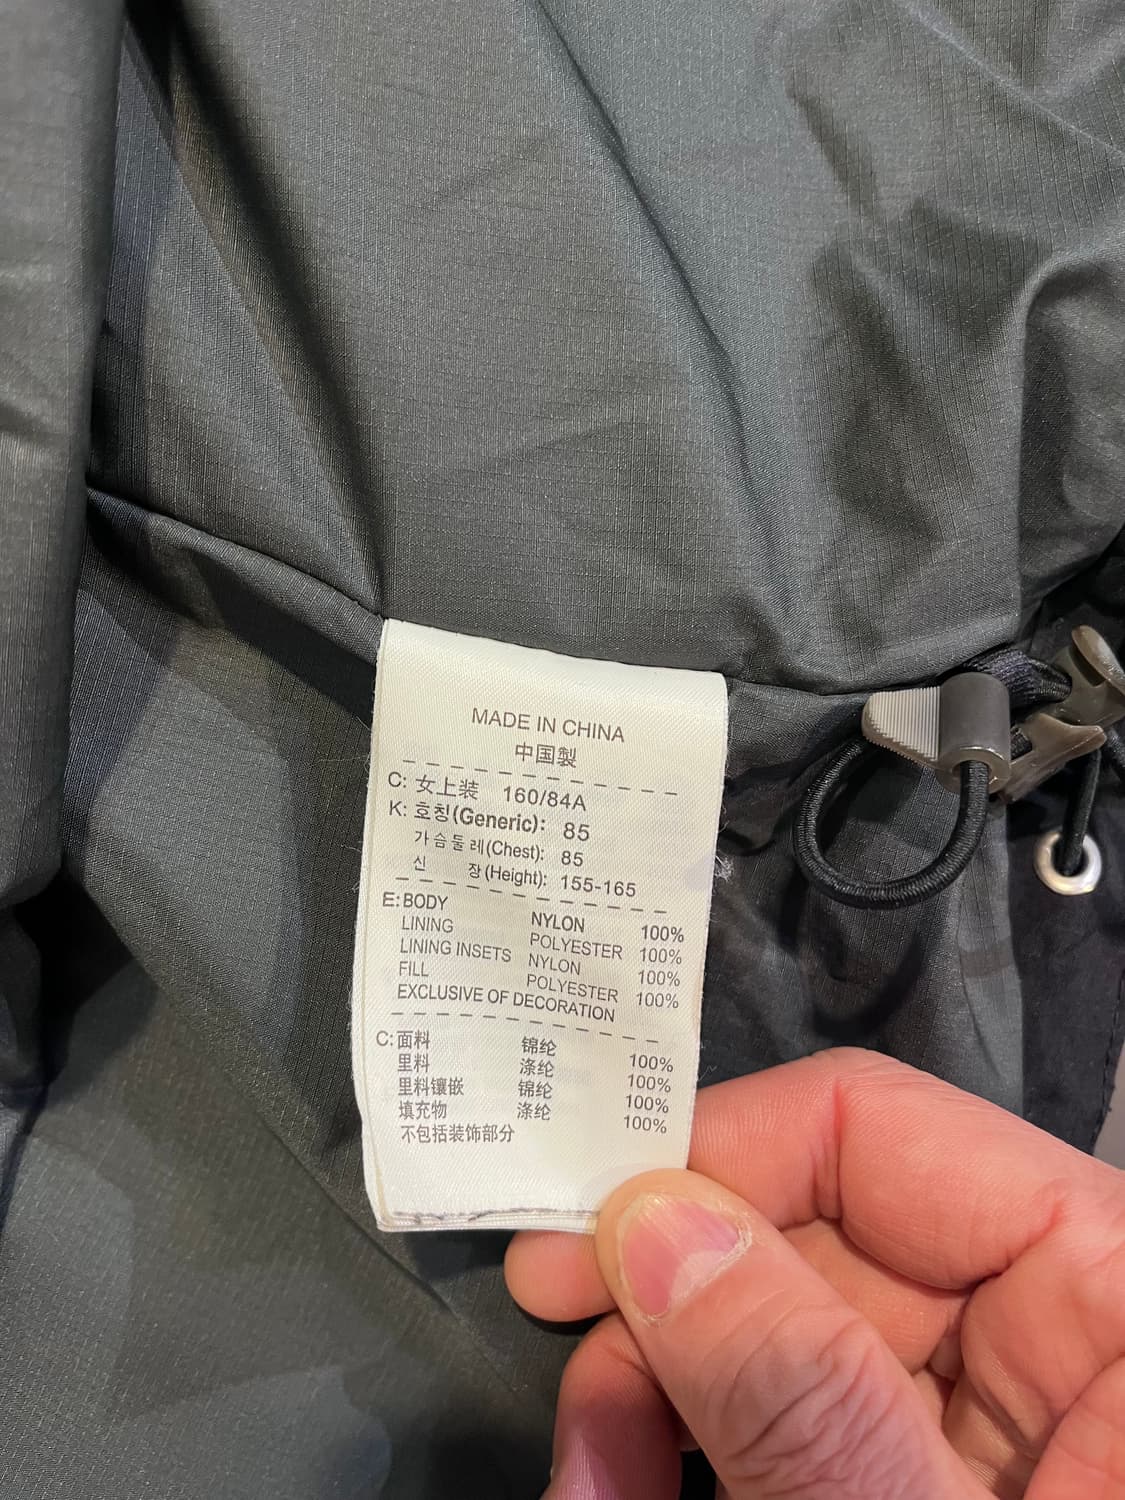 MADE IN CHINA
中国製
C: 女上装 160/84A
K: 호칭(Generic): 85
가슴둘레(Chest): 85
신 장(Height): 155-165
E: BODY NYLON 100%
LINING POLYESTER 100%
LINING INSETS NYLON 100%
FILL POLYESTER 100%
EXCLUSIVE OF DECORATION
C: 面料 锦纶 100%
里料 涤纶 100%
里料镶嵌 锦纶 100%
填充物 涤纶 100%
不包括装饰部分